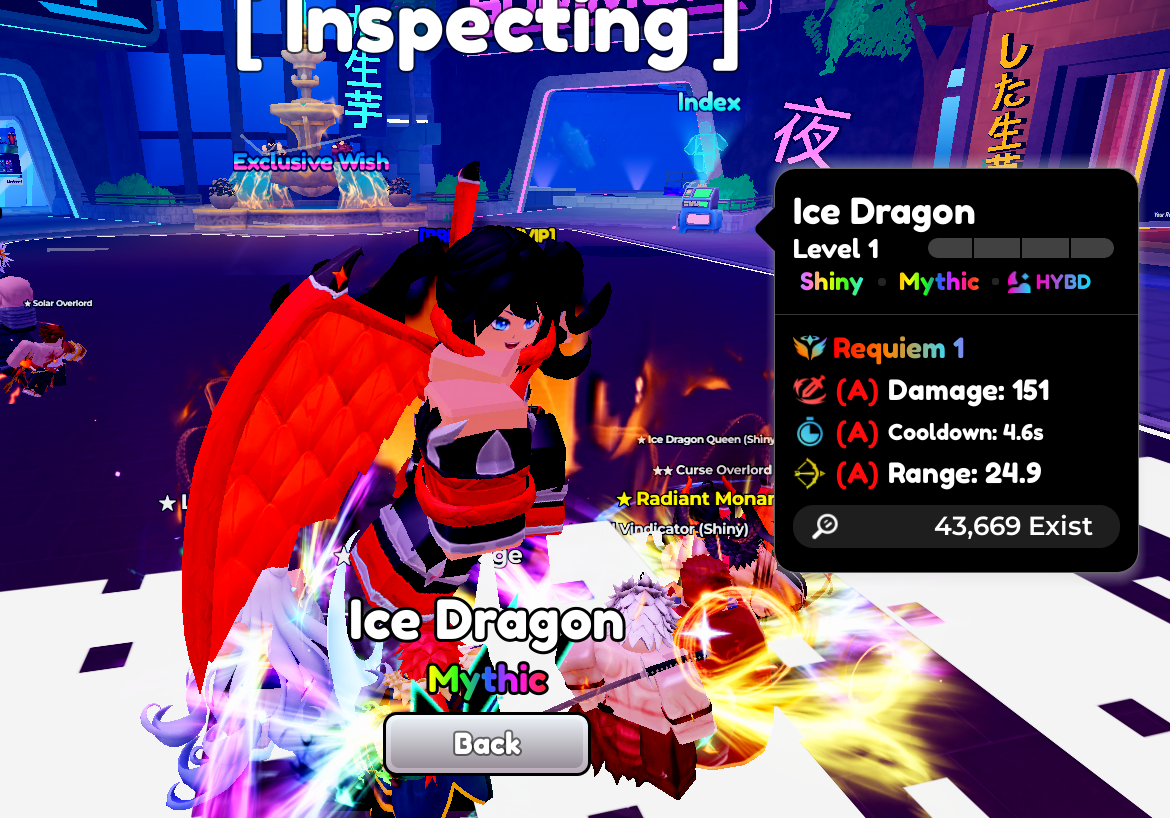 [ Inspecting ]
生芋
Index
夜
した生芋
Exclusive Wish
Ice Dragon
Level 1
Shiny • Mythic • HYBD
Solar Overlord
Requiem 1
(A) Damage: 151
(A) Cooldown: 4.6s
(A) Range: 24.9
43,669 Exist
Ice Dragon Queen (Shiny
Curse Overlord
Radiant Monar
Vindicator (Shiny)
Ice Dragon
Mythic
Back